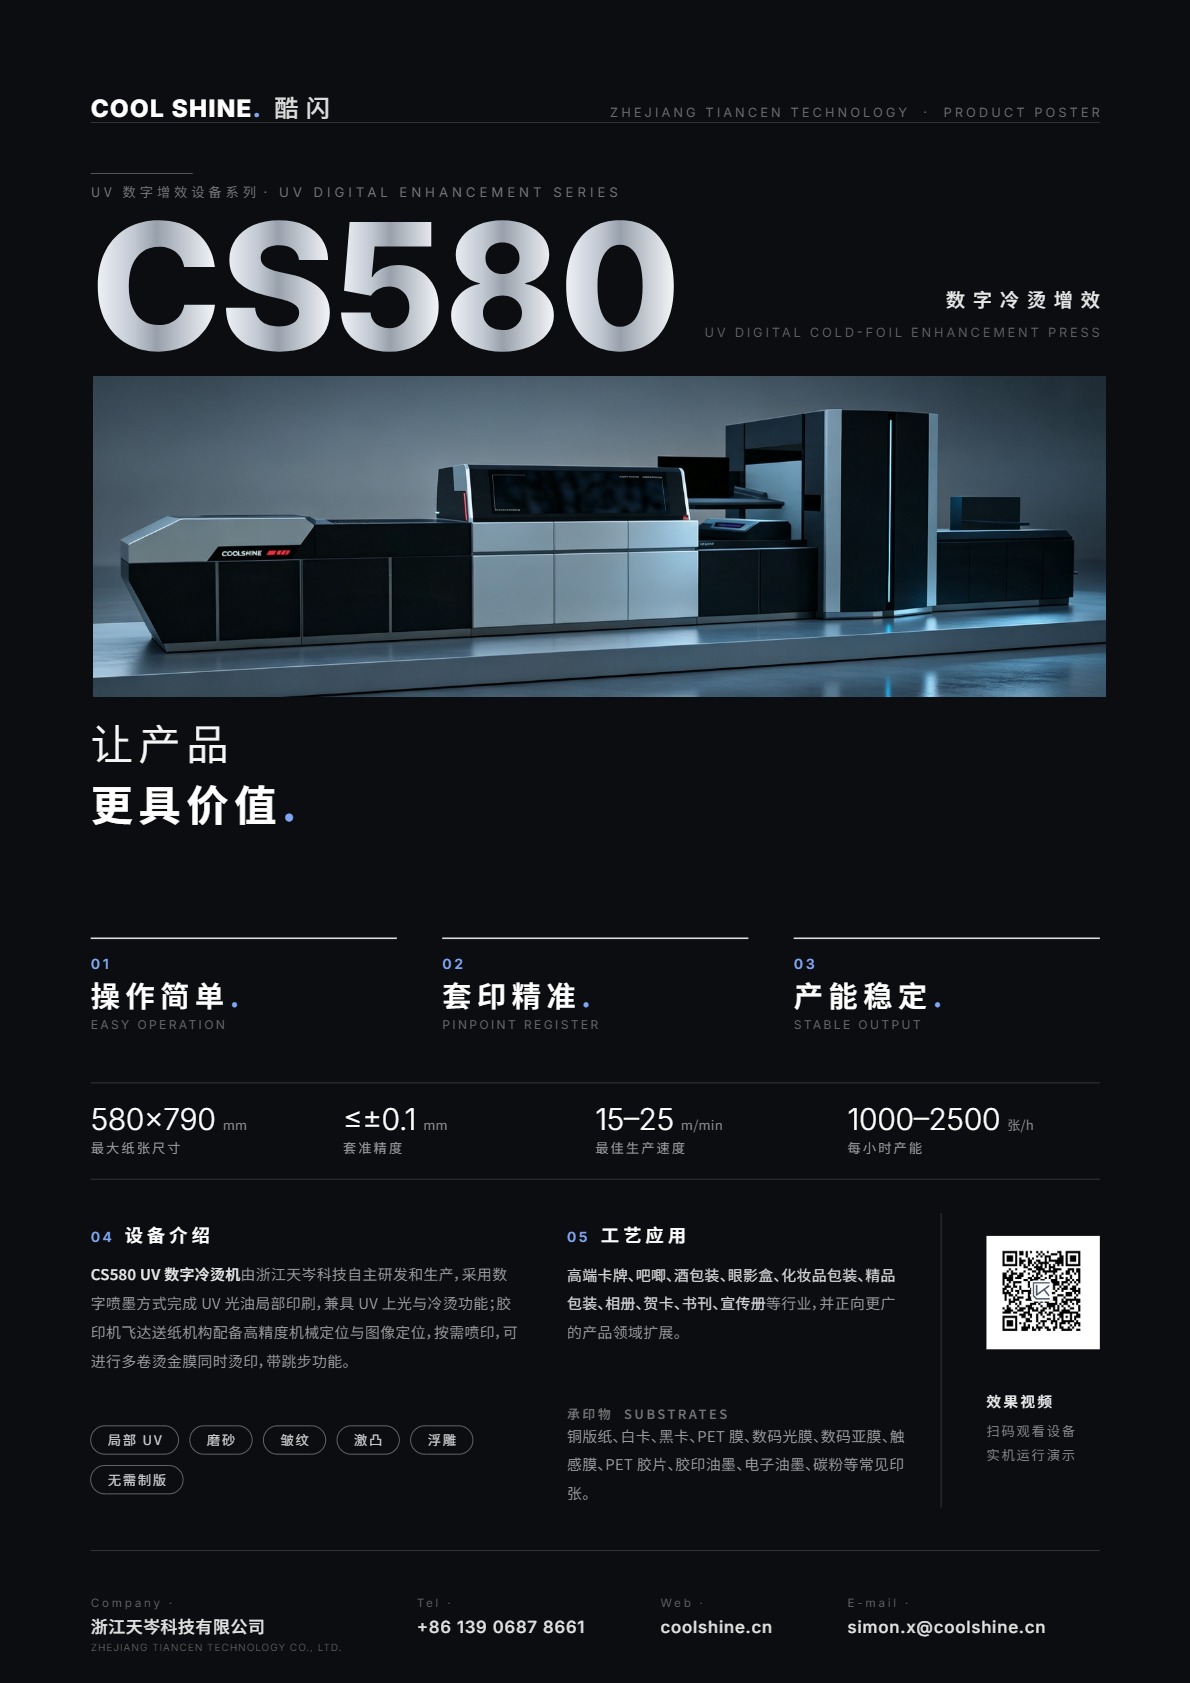 COOL SHINE. 酷闪
ZHEJIANG TIANCEN TECHNOLOGY · PRODUCT POSTER
UV 数字增效设备系列 · UV DIGITAL ENHANCEMENT SERIES
CS580
数字冷烫增效
UV DIGITAL COLD-FOIL ENHANCEMENT PRESS
COOLSHINE
让产品
更具价值.
01
操作简单.
EASY OPERATION
02
套印精准.
PINPOINT REGISTER
03
产能稳定.
STABLE OUTPUT
580×790 mm
最大纸张尺寸
≤±0.1 mm
套准精度
15–25 m/min
最佳生产速度
1000–2500 张/h
每小时产能
04 设备介绍
CS580 UV 数字冷烫机由浙江天岑科技自主研发和生产，采用数
字喷墨方式完成 UV 光油局部印刷，兼具 UV 上光与冷烫功能；胶
印机飞达送纸机构配备高精度机械定位与图像定位，按需喷印，可
进行多卷烫金膜同时烫印，带跳步功能。
局部 UV
磨砂
皱纹
激凸
浮雕
无需制版
05 工艺应用
高端卡牌、吧唧、酒包装、眼影盒、化妆品包装、精品
包装、相册、贺卡、书刊、宣传册等行业，并正向更广
的产品领域扩展。
承印物 SUBSTRATES
铜版纸、白卡、黑卡、PET 膜、数码光膜、数码亚膜、触
感膜、PET 胶片、胶印油墨、电子油墨、碳粉等常见印
张。
效果视频
扫码观看设备
实机运行演示
Company ·
浙江天岑科技有限公司
ZHEJIANG TIANCEN TECHNOLOGY CO., LTD.
Tel ·
+86 139 0687 8661
Web ·
coolshine.cn
E-mail ·
simon.x@coolshine.cn